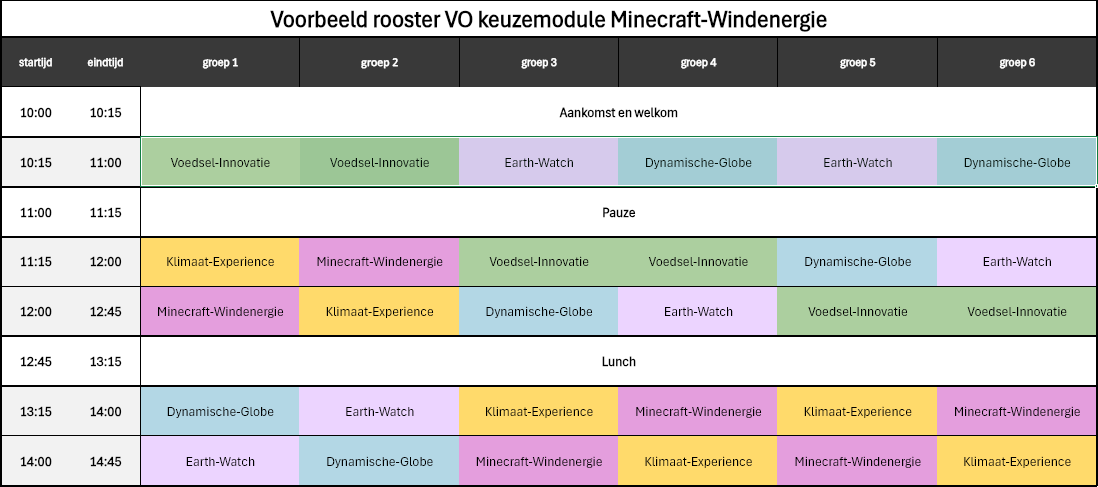 Voorbeeld rooster VO keuzemodule Minecraft-Windenergie
startijd eindtijd groep 1 groep 2 groep 3 groep 4 groep 5 groep 6
10:00 10:15 Aankomst en welkom
10:15 11:00 Voedsel-Innovatie Voedsel-Innovatie Earth-Watch Dynamische-Globe Earth-Watch Dynamische-Globe
11:00 11:15 Pauze
11:15 12:00 Klimaat-Experience Minecraft-Windenergie Voedsel-Innovatie Voedsel-Innovatie Dynamische-Globe Earth-Watch
12:00 12:45 Minecraft-Windenergie Klimaat-Experience Dynamische-Globe Earth-Watch Voedsel-Innovatie Voedsel-Innovatie
12:45 13:15 Lunch
13:15 14:00 Dynamische-Globe Earth-Watch Klimaat-Experience Minecraft-Windenergie Klimaat-Experience Minecraft-Windenergie
14:00 14:45 Earth-Watch Dynamische-Globe Minecraft-Windenergie Klimaat-Experience Minecraft-Windenergie Klimaat-Experience